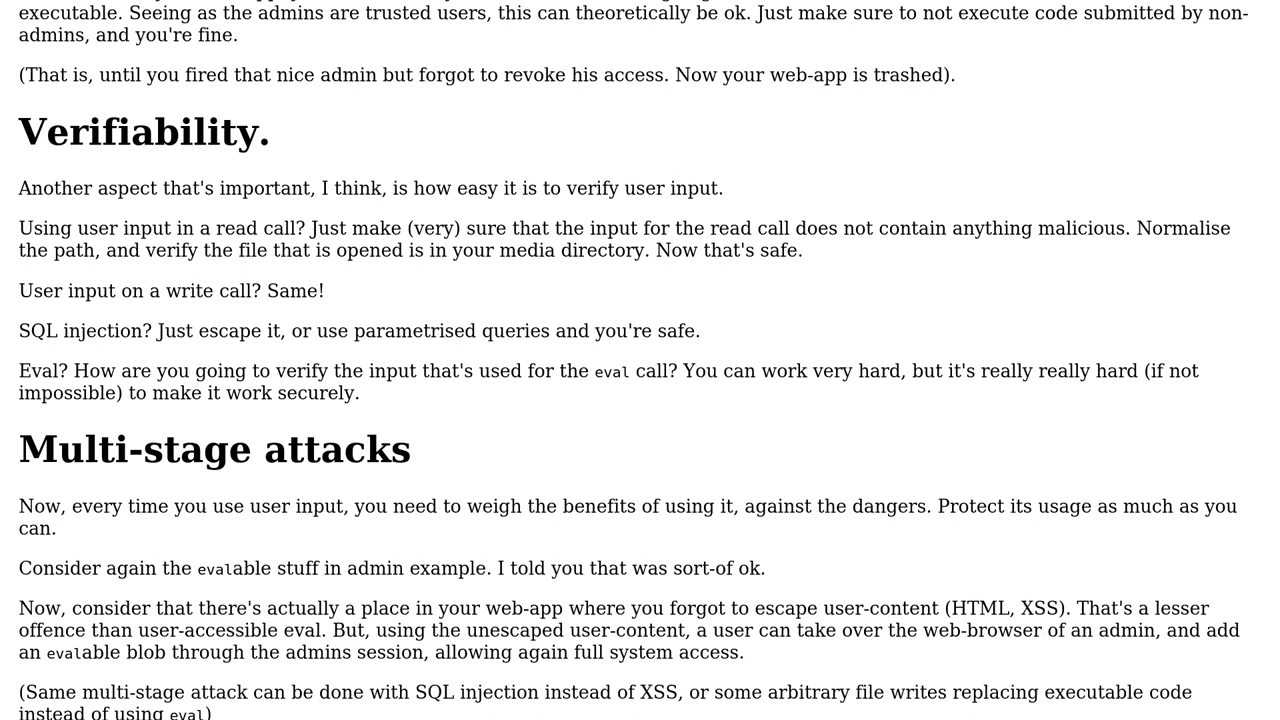 executable. Seeing as the admins are trusted users, this can theoretically be ok. Just make sure to not execute code submitted by non-
admins, and you're fine.
(That is, until you fired that nice admin but forgot to revoke his access. Now your web-app is trashed).
Verifiability.
Another aspect that's important, I think, is how easy it is to verify user input.
Using user input in a read call? Just make (very) sure that the input for the read call does not contain anything malicious. Normalise
the path, and verify the file that is opened is in your media directory. Now that's safe.
User input on a write call? Same!
SQL injection? Just escape it, or use parametrised queries and you're safe.
Eval? How are you going to verify the input that's used for the eval call? You can work very hard, but it's really really hard (if not
impossible) to make it work securely.
Multi-stage attacks
Now, every time you use user input, you need to weigh the benefits of using it, against the dangers. Protect its usage as much as you
can.
Consider again the evalable stuff in admin example. I told you that was sort-of ok.
Now, consider that there's actually a place in your web-app where you forgot to escape user-content (HTML, XSS). That's a lesser
offence than user-accessible eval. But, using the unescaped user-content, a user can take over the web-browser of an admin, and add
an evalable blob through the admins session, allowing again full system access.
(Same multi-stage attack can be done with SQL injection instead of XSS, or some arbitrary file writes replacing executable code
instead of using eval)